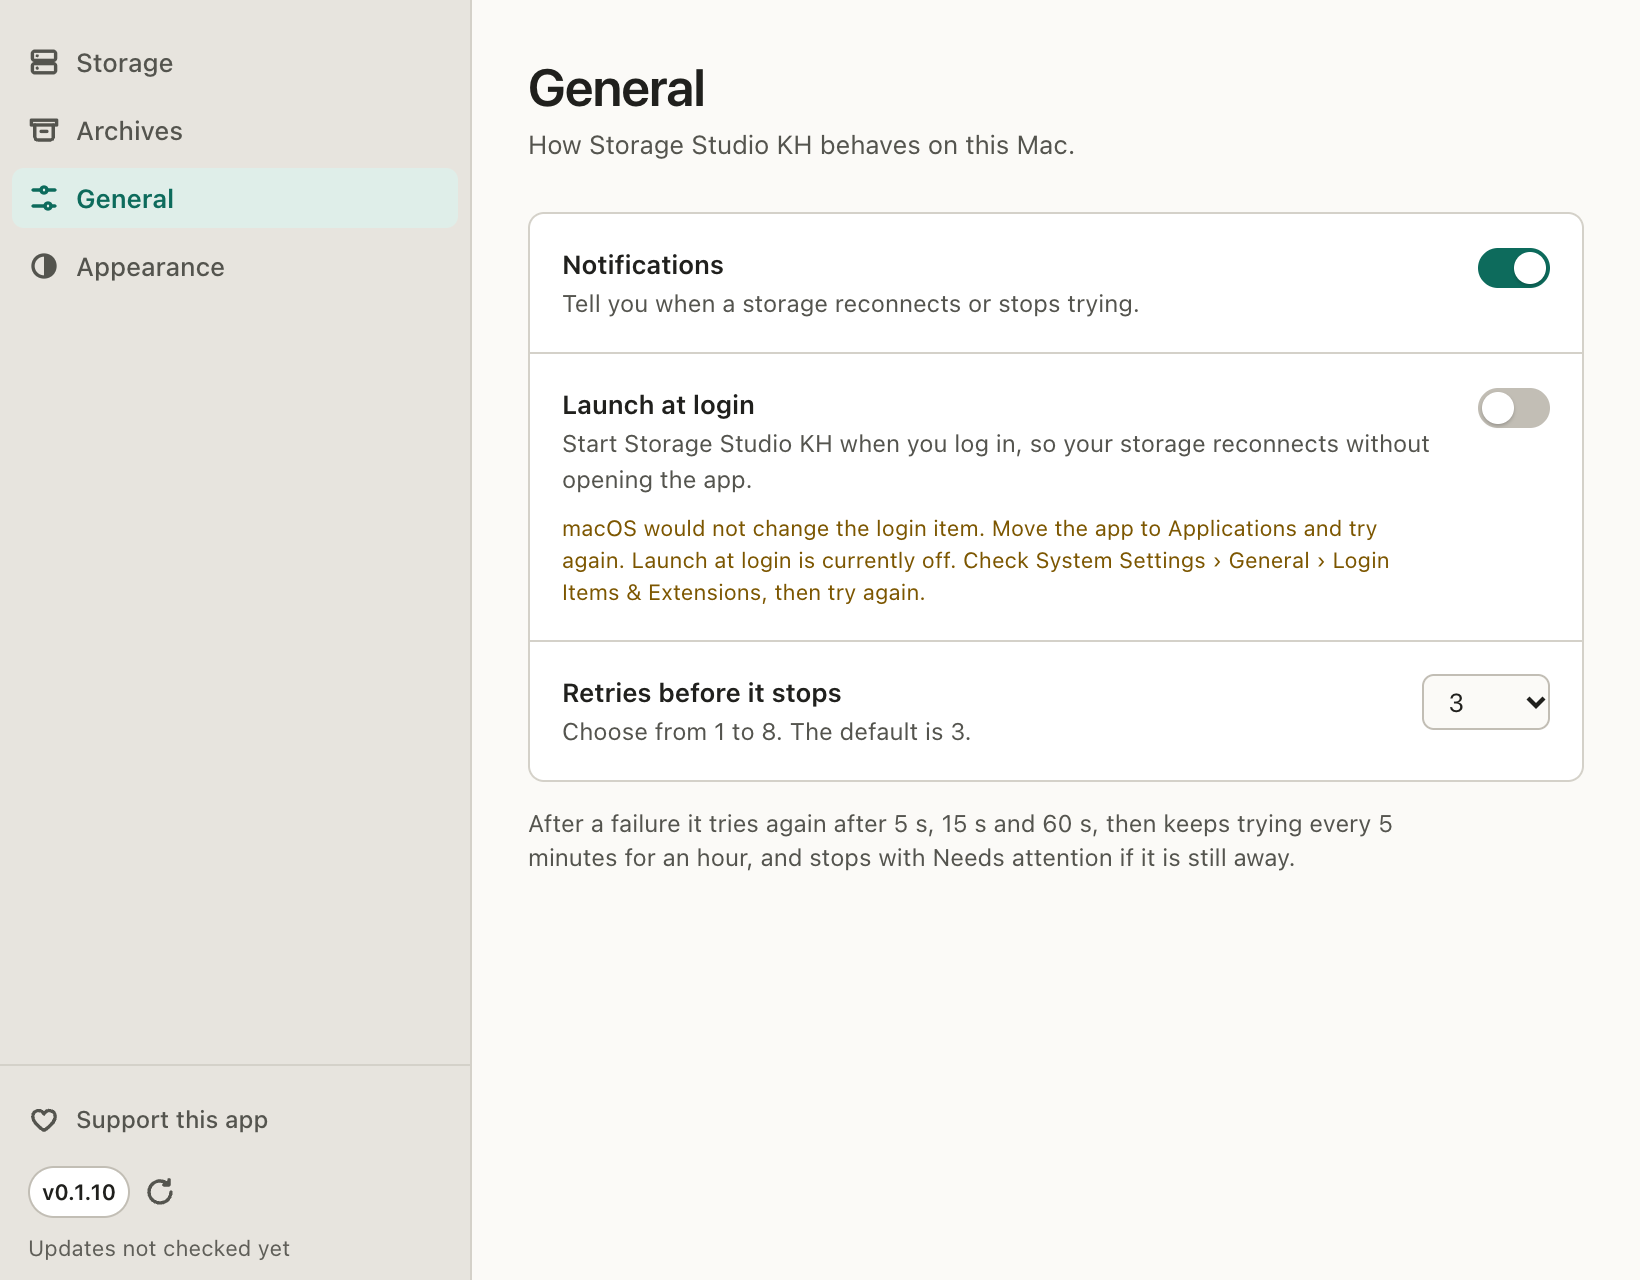 Storage
Archives
General
Appearance
Support this app
v0.1.10
Updates not checked yet
General
How Storage Studio KH behaves on this Mac.
Notifications
Tell you when a storage reconnects or stops trying.
Launch at login
Start Storage Studio KH when you log in, so your storage reconnects without
opening the app.
macOS would not change the login item. Move the app to Applications and try
again. Launch at login is currently off. Check System Settings › General › Login
Items & Extensions, then try again.
Retries before it stops
3
Choose from 1 to 8. The default is 3.
After a failure it tries again after 5 s, 15 s and 60 s, then keeps trying every 5
minutes for an hour, and stops with Needs attention if it is still away.